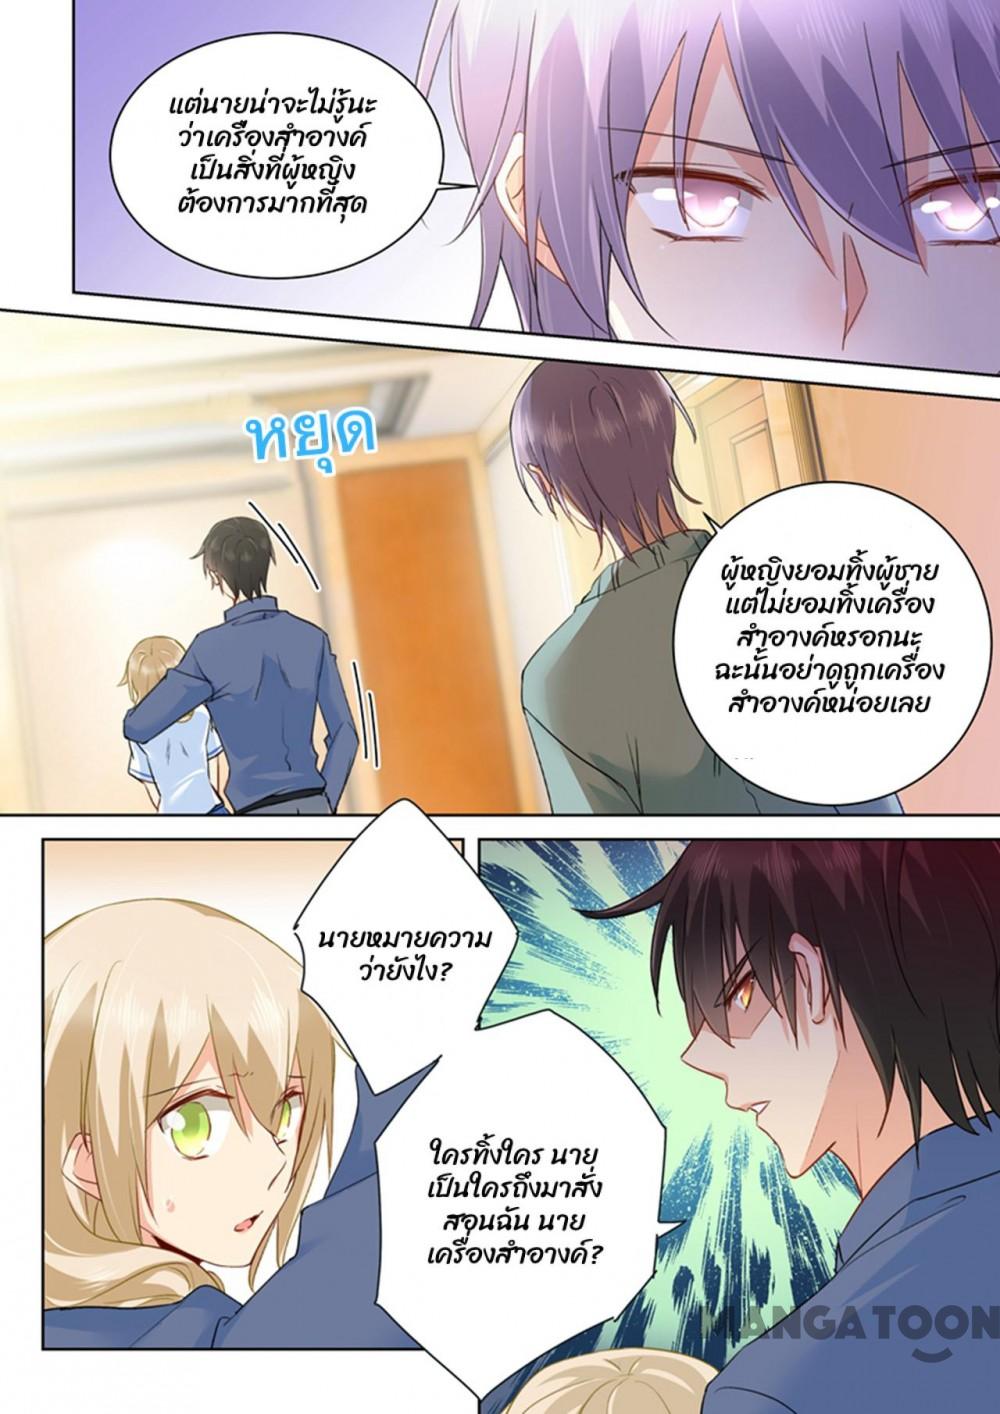 แต่นายน่าจะไม่รู้นะ
ว่าเครื่องสำอางค์
เป็นสิ่งที่ผู้หญิง
ต้องการมากที่สุด
หยุด
ผู้หญิงยอมทิ้งผู้ชาย
แต่ไม่ยอมทิ้งเครื่อง
สำอางค์หรอกนะ
ฉะนั้นอย่าดูถูกเครื่อง
สำอางค์หน่อยเลย
นายหมายความ
ว่ายังไง?
ใครทิ้งใคร นาย
เป็นใครถึงมาสั่ง
สอนฉัน นาย
เครื่องสำอางค์?
MANGATOON